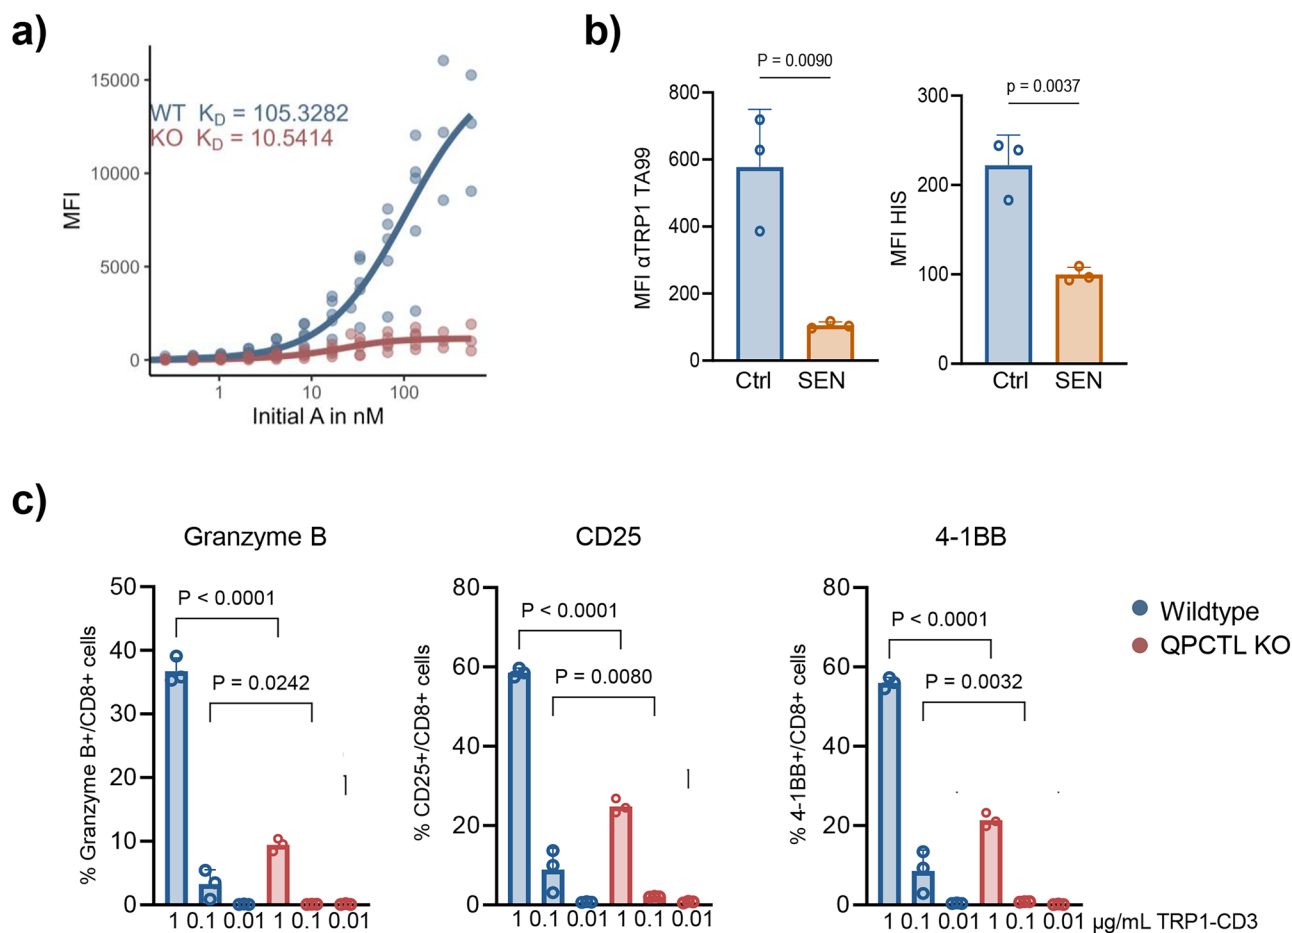 a)
15000
10000
5000
0
MFI
WT K_D = 105.3282
KO K_D = 10.5414
1 10 100
Initial A in nM
b)
P = 0.0090
800
600
400
200
0
MFI αTRP1 TA99
Ctrl SEN
p = 0.0037
300
200
100
0
MFI HIS
Ctrl SEN
c)
Granzyme B
50
40
30
20
10
0
% Granzyme B+/CD8+ cells
P < 0.0001
P = 0.0242
1 0.1 0.01 1 0.1 0.01
CD25
80
60
40
20
0
% CD25+/CD8+ cells
P < 0.0001
P = 0.0080
1 0.1 0.01 1 0.1 0.01
4-1BB
80
60
40
20
0
% 4-1BB+/CD8+ cells
P < 0.0001
P = 0.0032
1 0.1 0.01 1 0.1 0.01 µg/mL TRP1-CD3
Wildtype
QPCTL KO